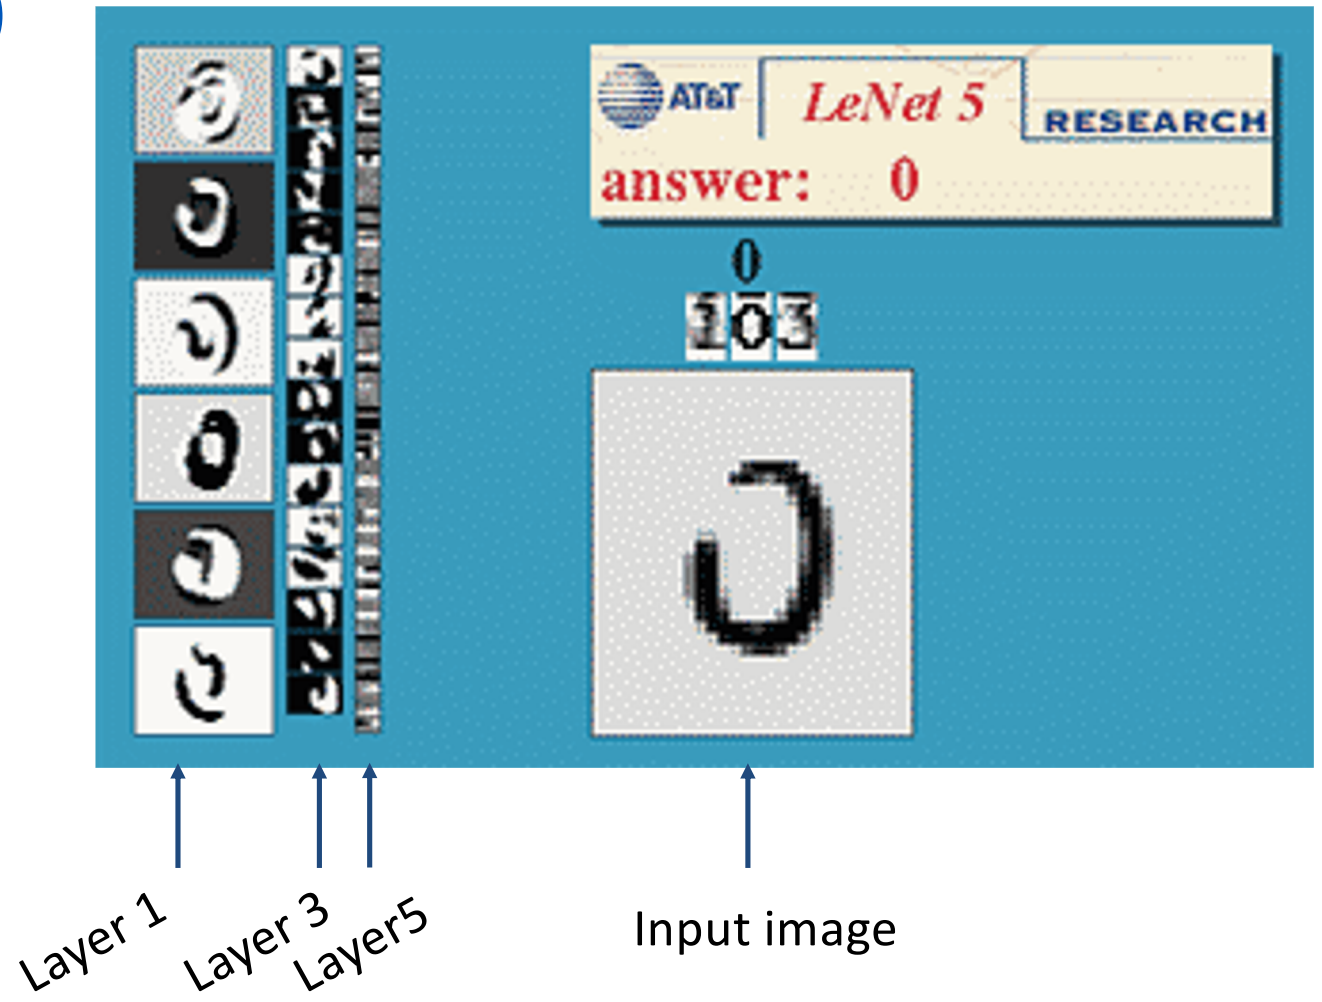 AT&T LeNet 5 RESEARCH
answer: 0
0
103
Layer 1
Layer 3
Layer5
Input image